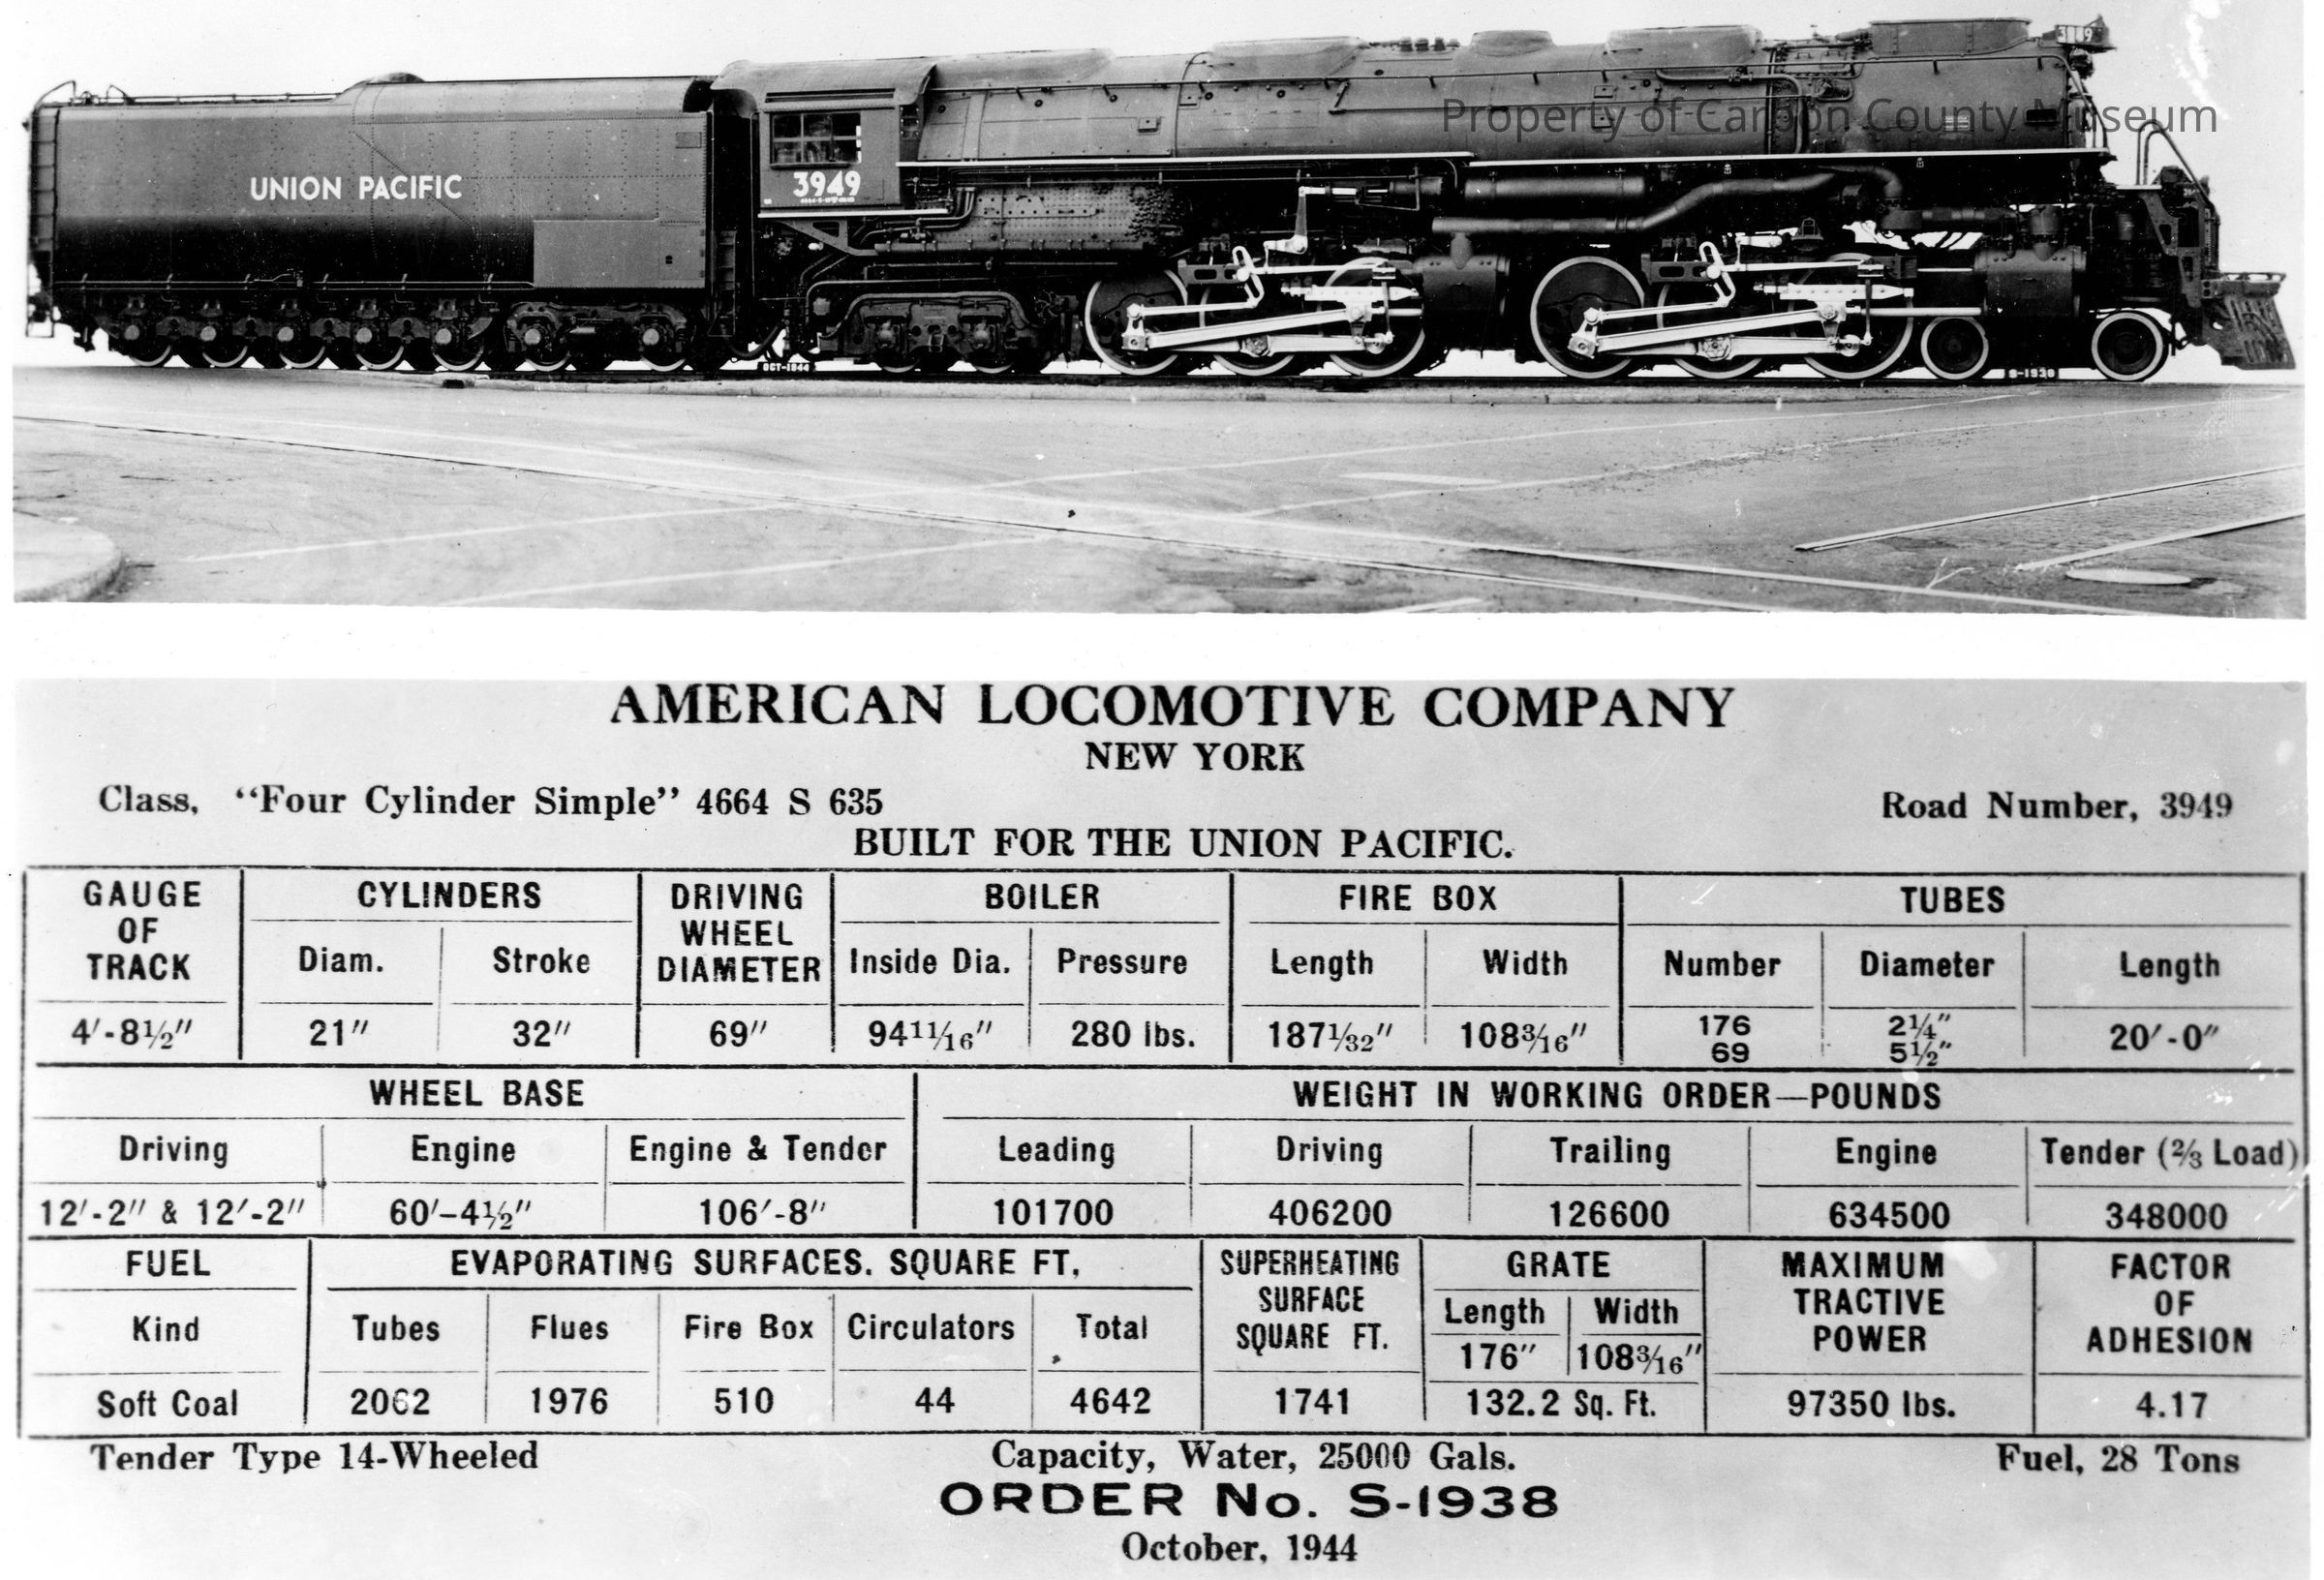 3949
Property of Carbon County Museum
UNION PACIFIC
3949
OCT-1944
S-1938
AMERICAN LOCOMOTIVE COMPANY
NEW YORK
Class, “Four Cylinder Simple” 4664 S 635
Road Number, 3949
BUILT FOR THE UNION PACIFIC.
GAUGE OF TRACK CYLINDERS DRIVING WHEEL DIAMETER BOILER FIRE BOX TUBES
Diam. Stroke Inside Dia. Pressure Length Width Number Diameter Length
4'-8½" 21" 32" 69" 94 11/16" 280 lbs. 187 1/32" 108 3/16" 176 2¼" 20'-0"
69 5½"
WHEEL BASE WEIGHT IN WORKING ORDER—POUNDS
Driving Engine Engine & Tender Leading Driving Trailing Engine Tender (⅔ Load)
12'-2" & 12'-2" 60'–4½" 106'-8" 101700 406200 126600 634500 348000
FUEL EVAPORATING SURFACES. SQUARE FT. SUPERHEATING SURFACE SQUARE FT. GRATE MAXIMUM TRACTIVE POWER FACTOR OF ADHESION
Kind Tubes Flues Fire Box Circulators Total Length Width
176" 108 3/16"
Soft Coal 2062 1976 510 44 4642 1741 132.2 Sq. Ft. 97350 lbs. 4.17
Tender Type 14-Wheeled Capacity, Water, 25000 Gals. Fuel, 28 Tons
ORDER No. S-1938
October, 1944